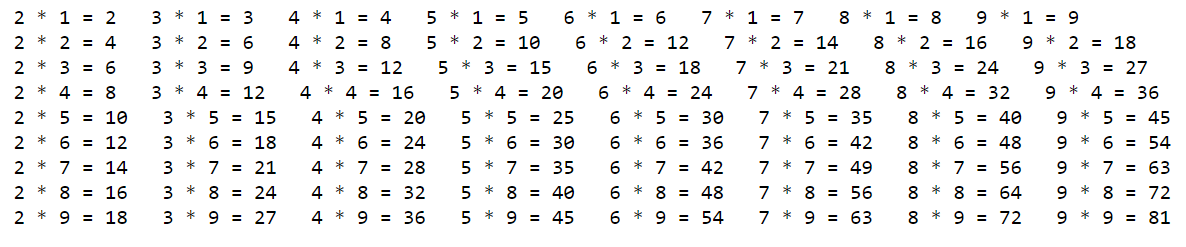 2 * 1 = 2   3 * 1 = 3   4 * 1 = 4   5 * 1 = 5   6 * 1 = 6   7 * 1 = 7   8 * 1 = 8   9 * 1 = 9
2 * 2 = 4   3 * 2 = 6   4 * 2 = 8   5 * 2 = 10   6 * 2 = 12   7 * 2 = 14   8 * 2 = 16   9 * 2 = 18
2 * 3 = 6   3 * 3 = 9   4 * 3 = 12   5 * 3 = 15   6 * 3 = 18   7 * 3 = 21   8 * 3 = 24   9 * 3 = 27
2 * 4 = 8   3 * 4 = 12   4 * 4 = 16   5 * 4 = 20   6 * 4 = 24   7 * 4 = 28   8 * 4 = 32   9 * 4 = 36
2 * 5 = 10   3 * 5 = 15   4 * 5 = 20   5 * 5 = 25   6 * 5 = 30   7 * 5 = 35   8 * 5 = 40   9 * 5 = 45
2 * 6 = 12   3 * 6 = 18   4 * 6 = 24   5 * 6 = 30   6 * 6 = 36   7 * 6 = 42   8 * 6 = 48   9 * 6 = 54
2 * 7 = 14   3 * 7 = 21   4 * 7 = 28   5 * 7 = 35   6 * 7 = 42   7 * 7 = 49   8 * 7 = 56   9 * 7 = 63
2 * 8 = 16   3 * 8 = 24   4 * 8 = 32   5 * 8 = 40   6 * 8 = 48   7 * 8 = 56   8 * 8 = 64   9 * 8 = 72
2 * 9 = 18   3 * 9 = 27   4 * 9 = 36   5 * 9 = 45   6 * 9 = 54   7 * 9 = 63   8 * 9 = 72   9 * 9 = 81